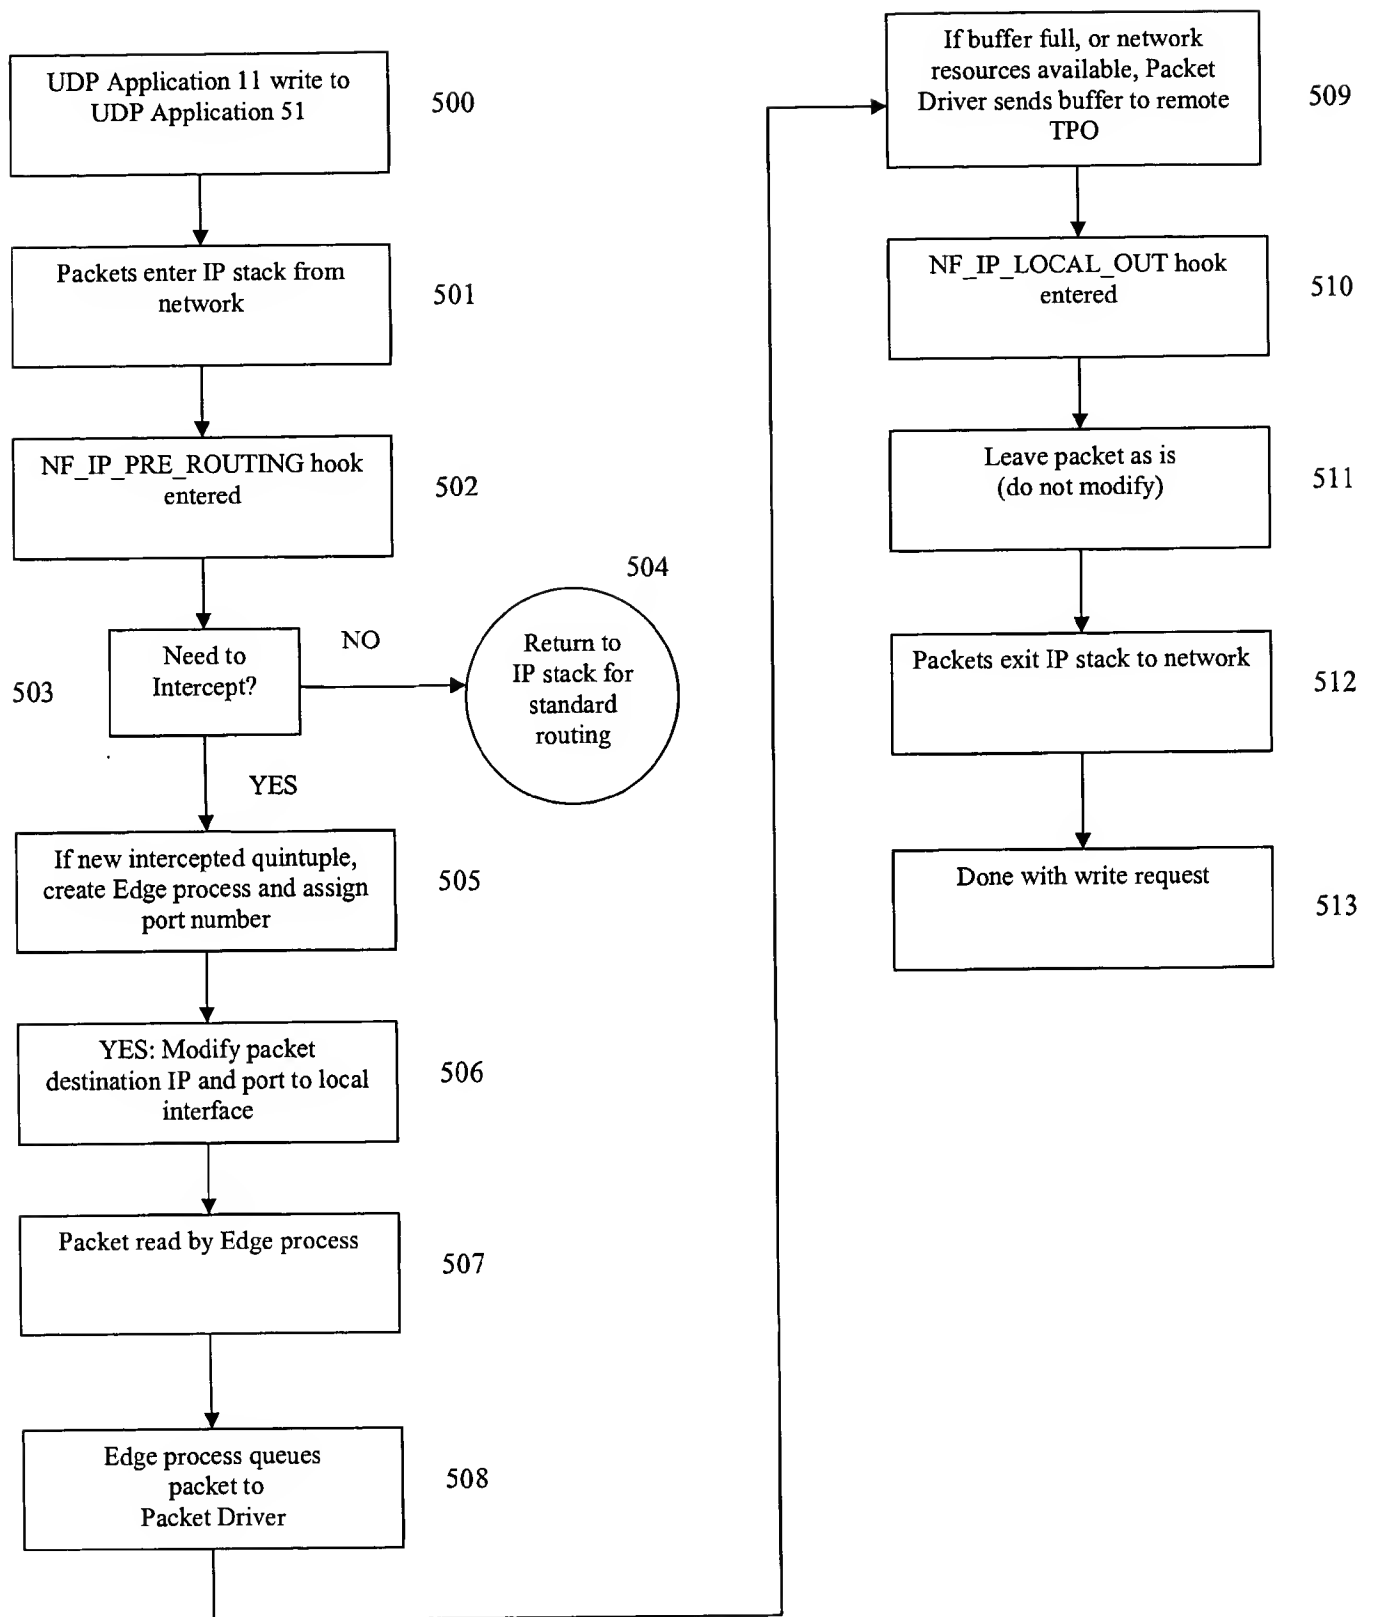 UDP Application 11 write to
UDP Application 51
500
Packets enter IP stack from
network
501
NF_IP_PRE_ROUTING hook
entered
502
504
Need to
Intercept?
503
NO
Return to
IP stack for
standard
routing
YES
If new intercepted quintuple,
create Edge process and assign
port number
505
YES: Modify packet
destination IP and port to local
interface
506
Packet read by Edge process
507
Edge process queues
packet to
Packet Driver
508
If buffer full, or network
resources available, Packet
Driver sends buffer to remote
TPO
509
NF_IP_LOCAL_OUT hook
entered
510
Leave packet as is
(do not modify)
511
Packets exit IP stack to network
512
Done with write request
513